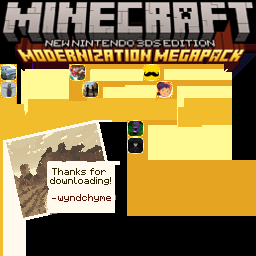 MINECRAFT
NEW NINTENDO 3DS EDITION
MODERNIZATION MEGAPACK
Thanks for
downloading!
-wyndchyme